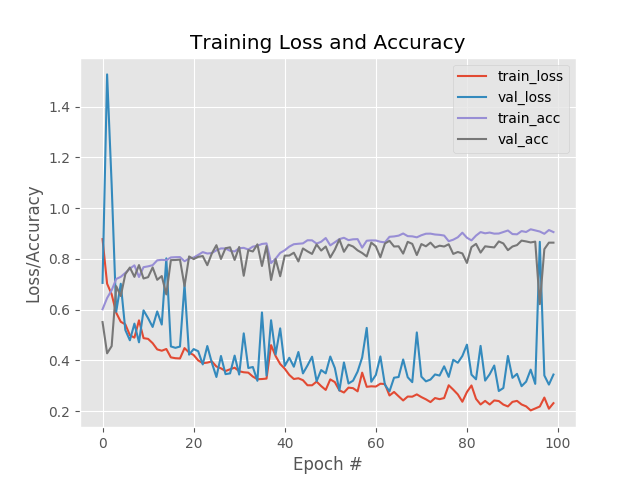 Training Loss and Accuracy
train_loss
val_loss
train_acc
val_acc
1.4
1.2
1.0
0.8
0.6
0.4
0.2
Loss/Accuracy
0 20 40 60 80 100
Epoch #